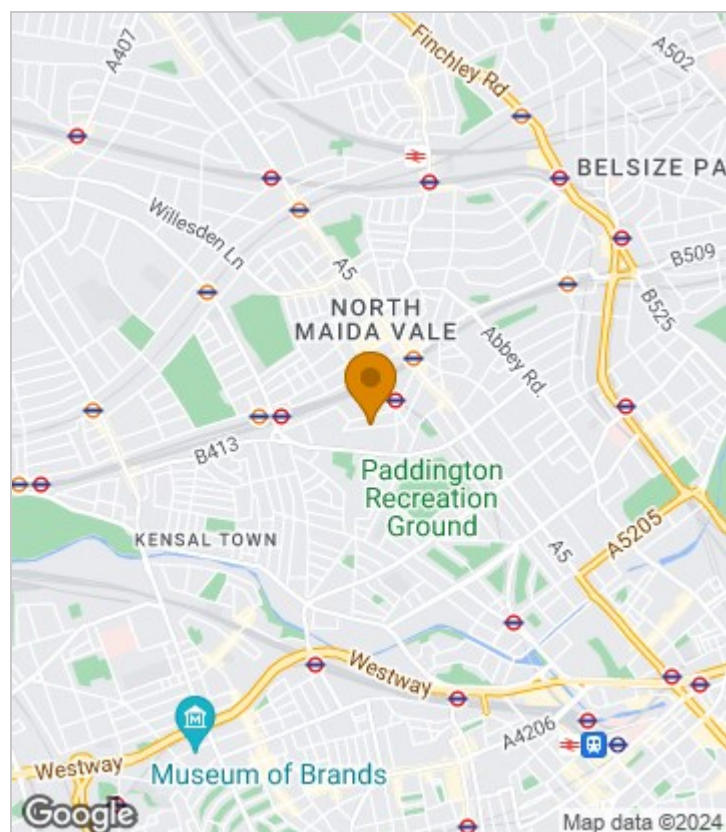 A407
Finchley Rd
A502
BELSIZE PA
Willesden Ln
A5
B509
NORTH
MAIDA VALE
B525
Abbey Rd.
B413
Paddington
Recreation
Ground
KENSAL TOWN
A5
A5205
Westway
A4206
Westway
M
Museum of Brands
Google
Map data ©2024